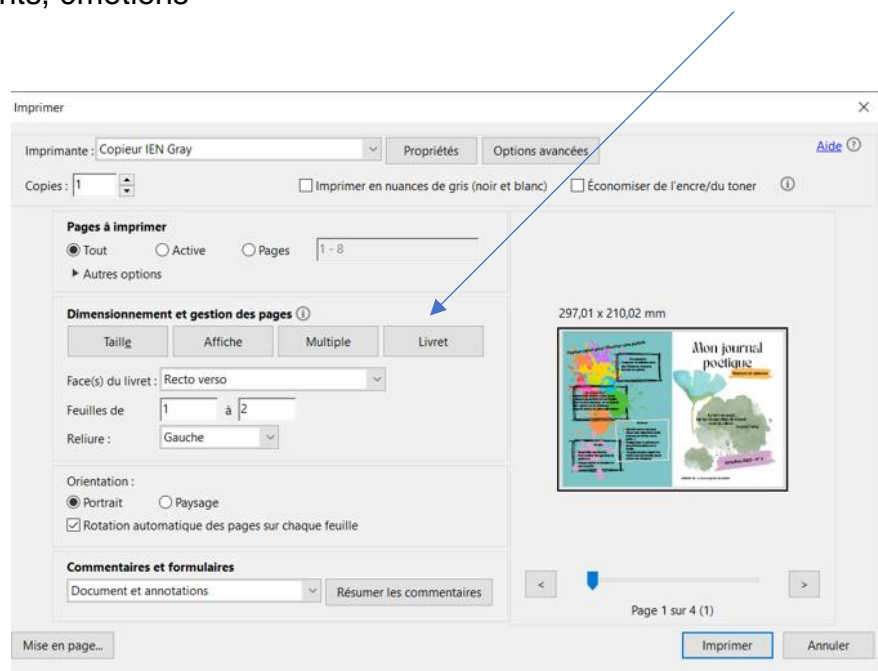 nts, émotions
Imprimer
Imprimante : Copieur IEN Gray Propriétés Options avancées Aide
Copies : 1 Imprimer en nuances de gris (noir et blanc) Économiser de l'encre/du toner
Pages à imprimer
Tout Active Pages 1 - 8
Autres options
Dimensionnement et gestion des pages
Taille Affiche Multiple Livret
Face(s) du livret : Recto verso
Feuilles de 1 à 2
Reliure : Gauche
Orientation :
Portrait Paysage
Rotation automatique des pages sur chaque feuille
Commentaires et formulaires
Document et annotations Résumer les commentaires
297,01 x 210,02 mm
Mon journal
poétique
< >
Page 1 sur 4 (1)
Mise en page... Imprimer Annuler